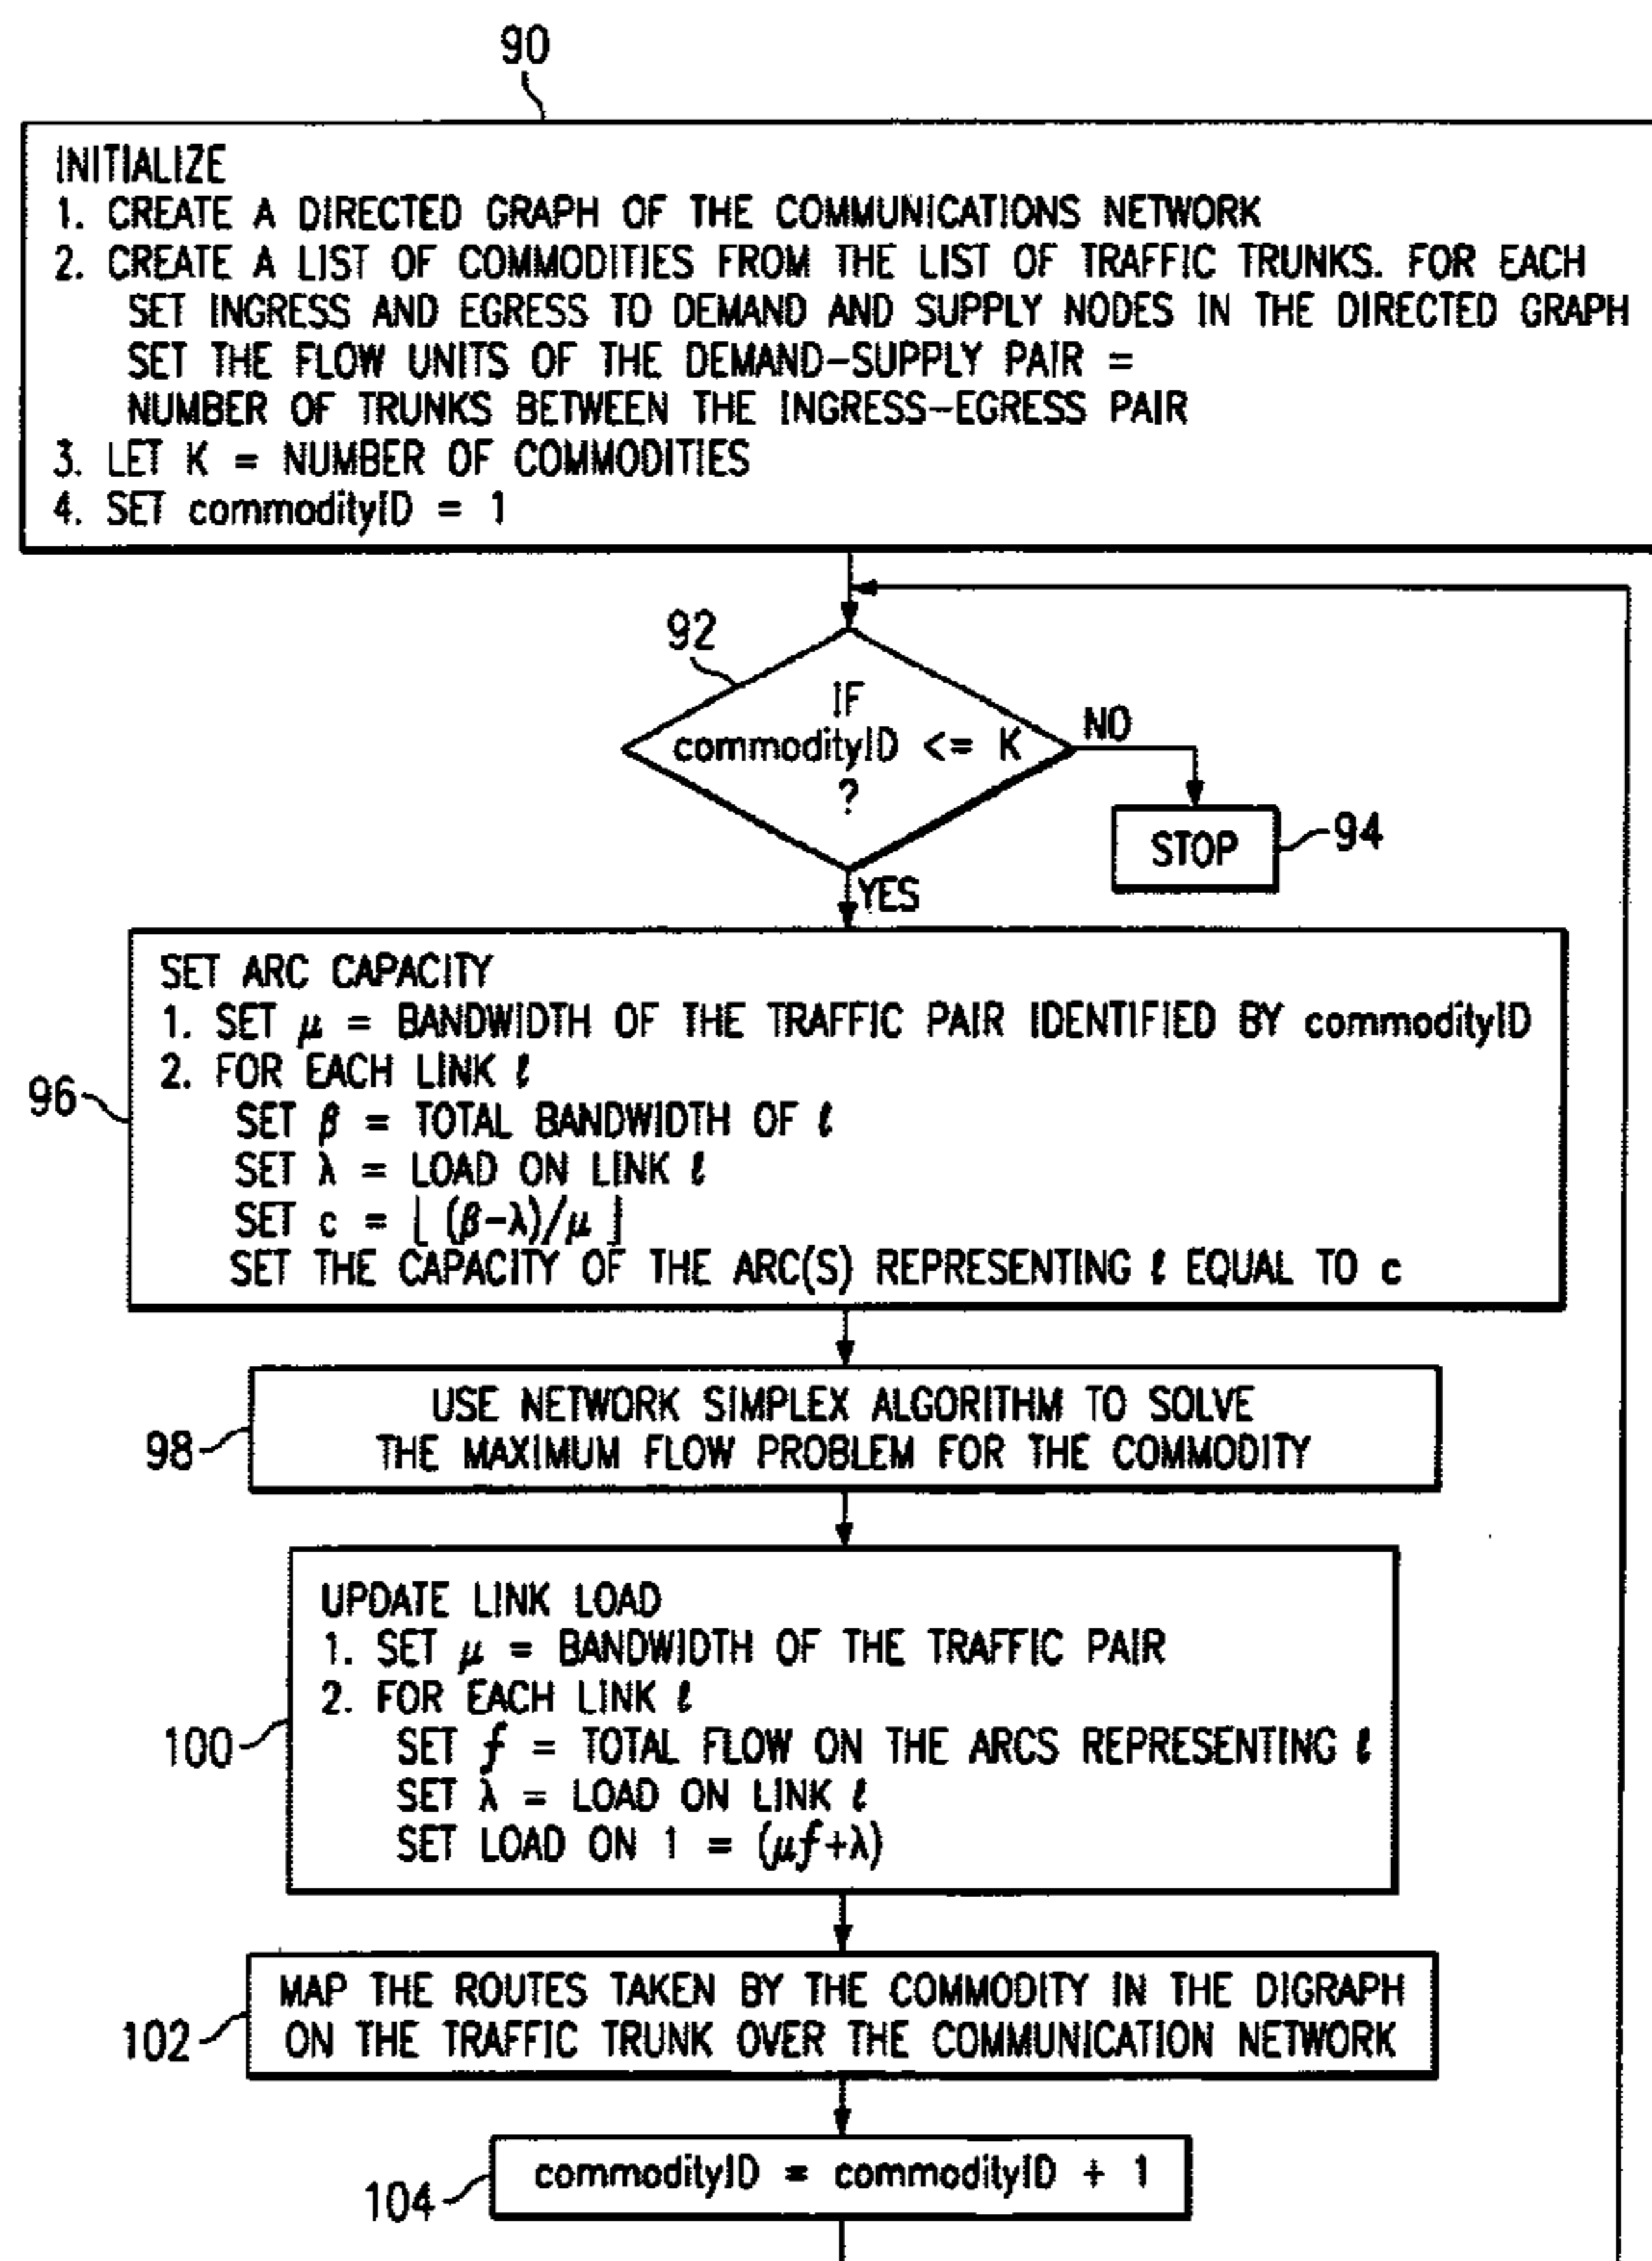 90
INITIALIZE
1. CREATE A DIRECTED GRAPH OF THE COMMUNICATIONS NETWORK
2. CREATE A LIST OF COMMODITIES FROM THE LIST OF TRAFFIC TRUNKS. FOR EACH
SET INGRESS AND EGRESS TO DEMAND AND SUPPLY NODES IN THE DIRECTED GRAPH
SET THE FLOW UNITS OF THE DEMAND-SUPPLY PAIR =
NUMBER OF TRUNKS BETWEEN THE INGRESS-EGRESS PAIR
3. LET K = NUMBER OF COMMODITIES
4. SET commodityID = 1
92
IF
commodityID <= K
?
NO
STOP
94
YES
96
SET ARC CAPACITY
1. SET μ = BANDWIDTH OF THE TRAFFIC PAIR IDENTIFIED BY commodityID
2. FOR EACH LINK ℓ
SET β = TOTAL BANDWIDTH OF ℓ
SET λ = LOAD ON LINK ℓ
SET c = ⌊ (β-λ)/μ ⌋
SET THE CAPACITY OF THE ARC(S) REPRESENTING ℓ EQUAL TO c
98
USE NETWORK SIMPLEX ALGORITHM TO SOLVE
THE MAXIMUM FLOW PROBLEM FOR THE COMMODITY
100
UPDATE LINK LOAD
1. SET μ = BANDWIDTH OF THE TRAFFIC PAIR
2. FOR EACH LINK ℓ
SET f = TOTAL FLOW ON THE ARCS REPRESENTING ℓ
SET λ = LOAD ON LINK ℓ
SET LOAD ON 1 = (μf+λ)
102
MAP THE ROUTES TAKEN BY THE COMMODITY IN THE DIGRAPH
ON THE TRAFFIC TRUNK OVER THE COMMUNICATION NETWORK
104
commodityID = commodityID + 1